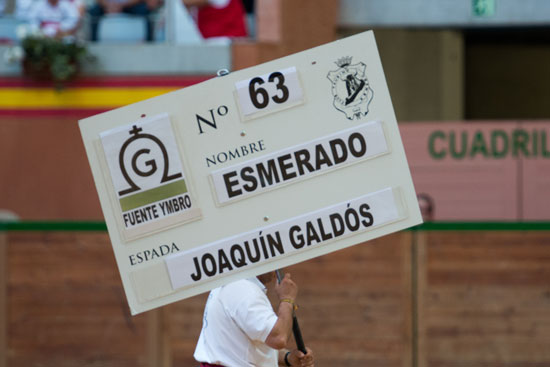 Nº 63
NOMBRE
ESMERADO
G
FUENTE YMBRO
ESPADA
JOAQUÍN GALDÓS
CUADRIL